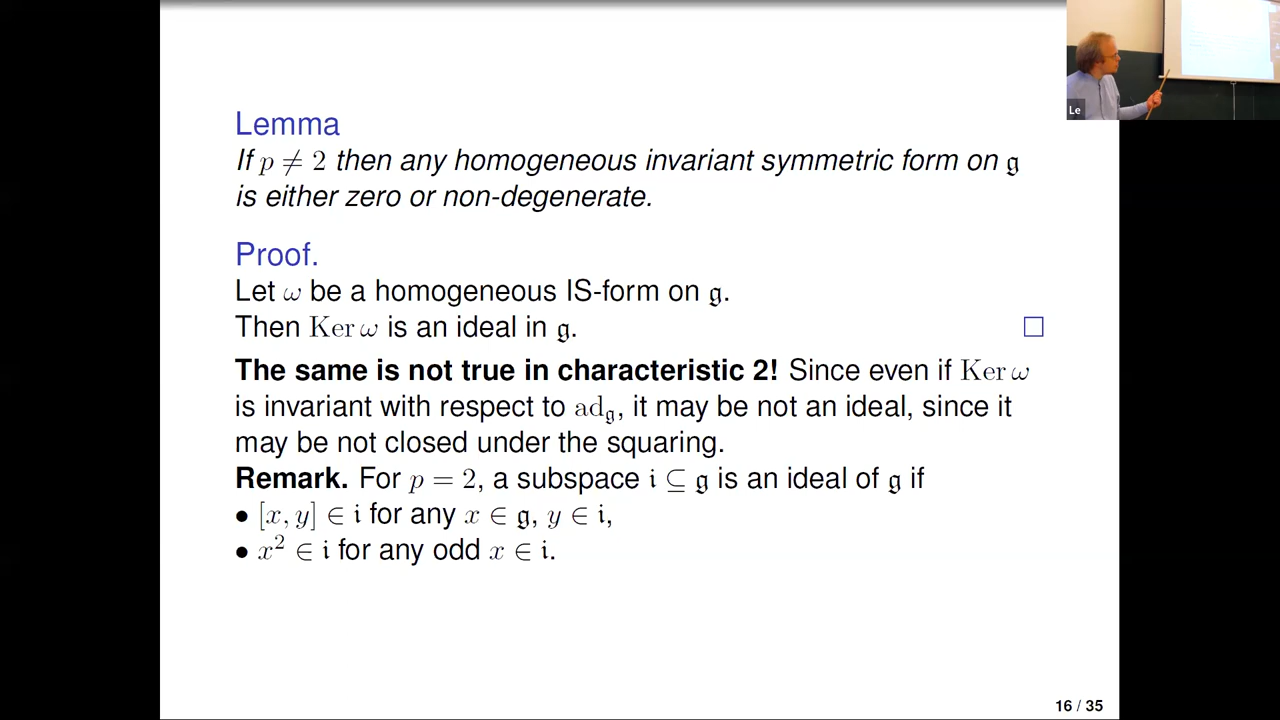 Lemma
If p ≠ 2 then any homogeneous invariant symmetric form on 𝔤
is either zero or non-degenerate.
Proof.
Let ω be a homogeneous IS-form on 𝔤.
Then Ker ω is an ideal in 𝔤. □
The same is not true in characteristic 2! Since even if Ker ω
is invariant with respect to ad_𝔤, it may be not an ideal, since it
may be not closed under the squaring.
Remark. For p = 2, a subspace 𝔦 ⊆ 𝔤 is an ideal of 𝔤 if
• [x, y] ∈ 𝔦 for any x ∈ 𝔤, y ∈ 𝔦,
• x² ∈ 𝔦 for any odd x ∈ 𝔦.
16 / 35
Le